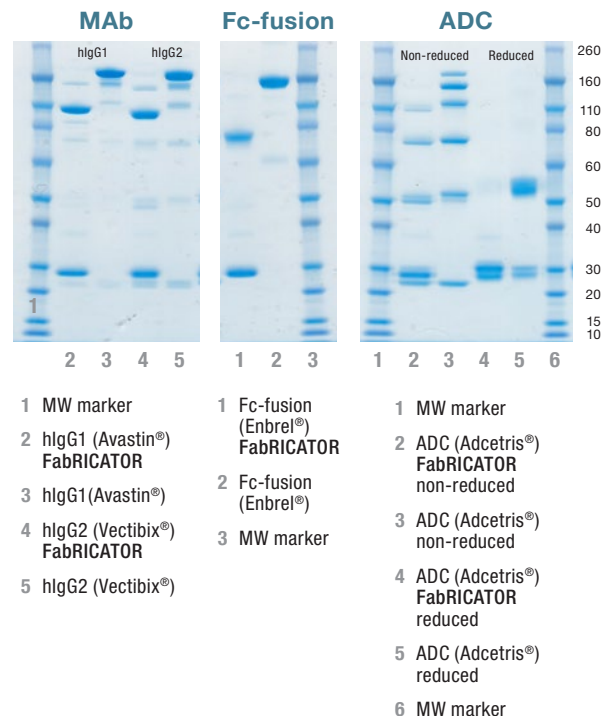 MAb
Fc-fusion
ADC
hIgG1
hIgG2
Non-reduced
Reduced
260
160
110
80
60
50
40
30
20
15
10
1
2 3 4 5
1 2 3
1 2 3 4 5 6
1 MW marker
2 hIgG1 (Avastin®)
FabRICATOR
3 hIgG1(Avastin®)
4 hIgG2 (Vectibix®)
FabRICATOR
5 hIgG2 (Vectibix®)
1 Fc-fusion
(Enbrel®)
FabRICATOR
2 Fc-fusion
(Enbrel®)
3 MW marker
1 MW marker
2 ADC (Adcetris®)
FabRICATOR
non-reduced
3 ADC (Adcetris®)
non-reduced
4 ADC (Adcetris®)
FabRICATOR
reduced
5 ADC (Adcetris®)
reduced
6 MW marker